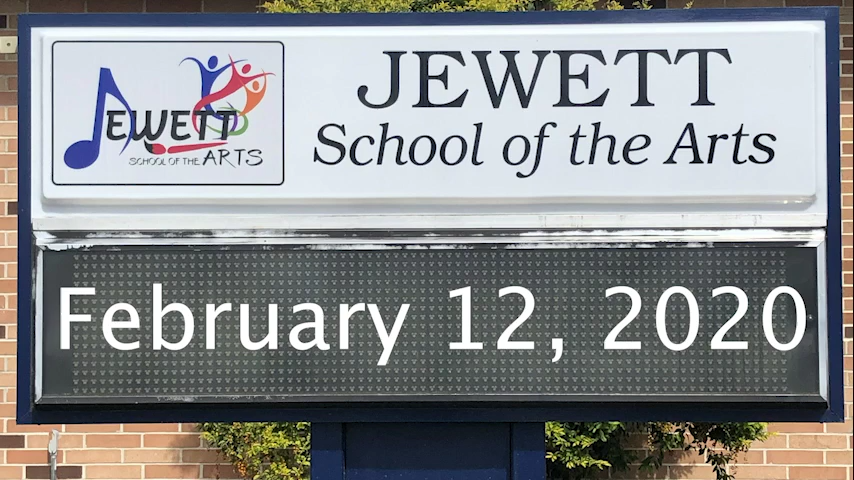 JEWETT
SCHOOL OF THE ARTS
JEWETT
School of the Arts
February 12, 2020